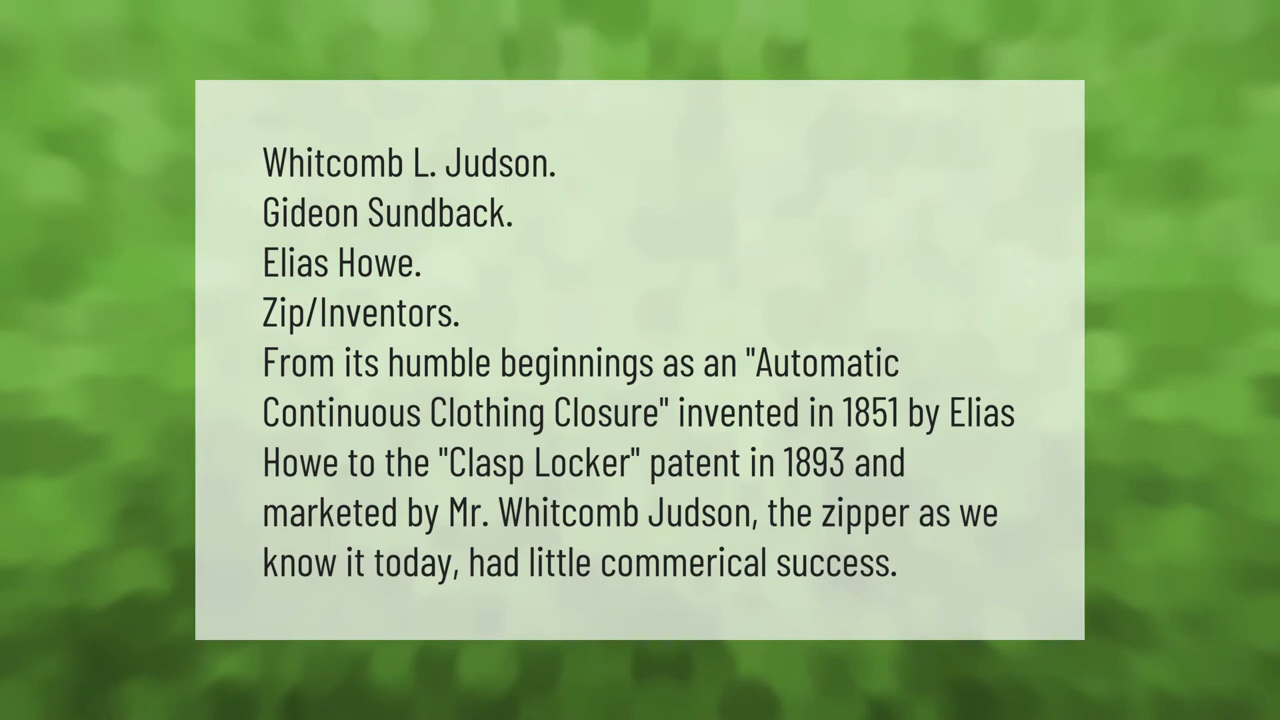 Whitcomb L. Judson.
Gideon Sundback.
Elias Howe.
Zip/Inventors.
From its humble beginnings as an "Automatic
Continuous Clothing Closure" invented in 1851 by Elias
Howe to the "Clasp Locker" patent in 1893 and
marketed by Mr. Whitcomb Judson, the zipper as we
know it today, had little commerical success.